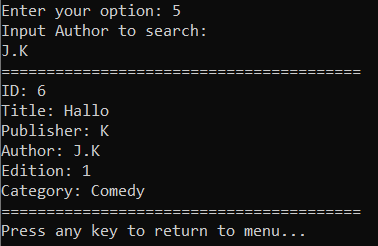 Enter your option: 5
Input Author to search:
J.K
========================================
ID: 6
Title: Hallo
Publisher: K
Author: J.K
Edition: 1
Category: Comedy
========================================
Press any key to return to menu...